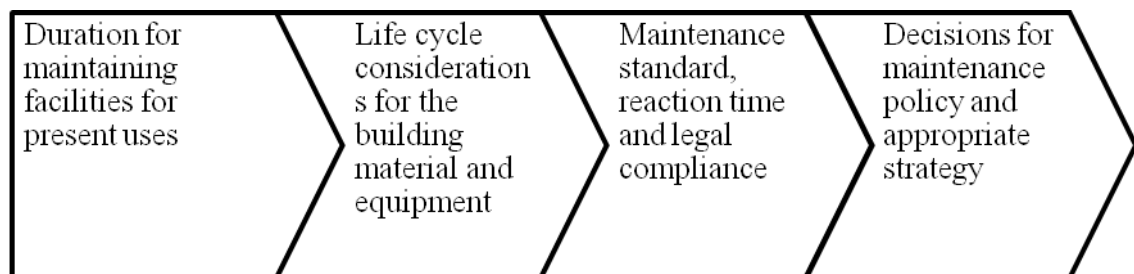 Duration for
maintaining
facilities for
present uses
Life cycle
consideration
s for the
building
material and
equipment
Maintenance
standard,
reaction time
and legal
compliance
Decisions for
maintenance
policy and
appropriate
strategy